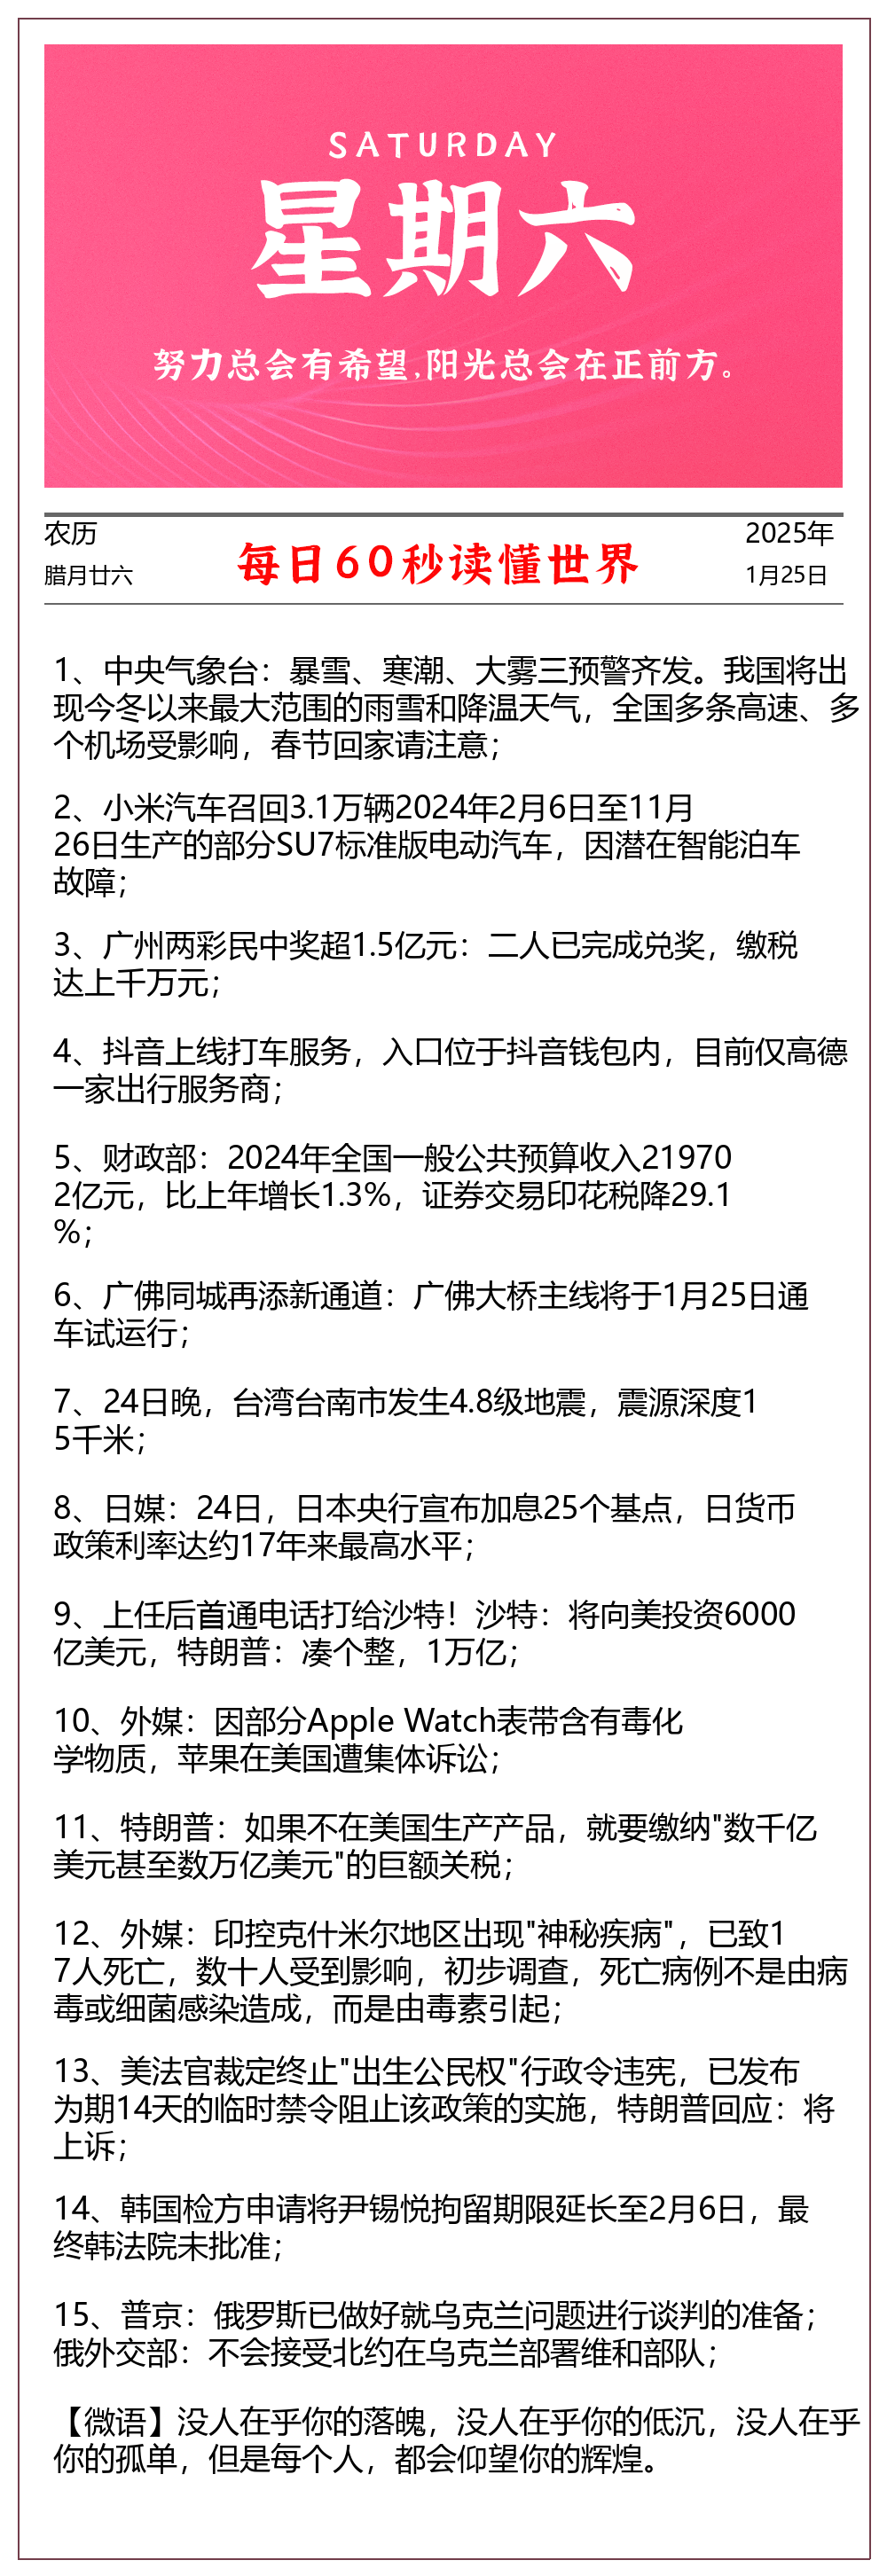 SATURDAY
星期六
努力总会有希望,阳光总会在正前方。
农历
腊月廿六
每日60秒读懂世界
2025年
1月25日
1、中央气象台：暴雪、寒潮、大雾三预警齐发。我国将出
现今冬以来最大范围的雨雪和降温天气，全国多条高速、多
个机场受影响，春节回家请注意；
2、小米汽车召回3.1万辆2024年2月6日至11月
26日生产的部分SU7标准版电动汽车，因潜在智能泊车
故障；
3、广州两彩民中奖超1.5亿元：二人已完成兑奖，缴税
达上千万元；
4、抖音上线打车服务，入口位于抖音钱包内，目前仅高德
一家出行服务商；
5、财政部：2024年全国一般公共预算收入21970
2亿元，比上年增长1.3%，证券交易印花税降29.1
%；
6、广佛同城再添新通道：广佛大桥主线将于1月25日通
车试运行；
7、24日晚，台湾台南市发生4.8级地震，震源深度1
5千米；
8、日媒：24日，日本央行宣布加息25个基点，日货币
政策利率达约17年来最高水平；
9、上任后首通电话打给沙特！沙特：将向美投资6000
亿美元，特朗普：凑个整，1万亿；
10、外媒：因部分Apple Watch表带含有毒化
学物质，苹果在美国遭集体诉讼；
11、特朗普：如果不在美国生产产品，就要缴纳"数千亿
美元甚至数万亿美元"的巨额关税；
12、外媒：印控克什米尔地区出现"神秘疾病"，已致1
7人死亡，数十人受到影响，初步调查，死亡病例不是由病
毒或细菌感染造成，而是由毒素引起；
13、美法官裁定终止"出生公民权"行政令违宪，已发布
为期14天的临时禁令阻止该政策的实施，特朗普回应：将
上诉；
14、韩国检方申请将尹锡悦拘留期限延长至2月6日，最
终韩法院未批准；
15、普京：俄罗斯已做好就乌克兰问题进行谈判的准备；
俄外交部：不会接受北约在乌克兰部署维和部队；
【微语】没人在乎你的落魄，没人在乎你的低沉，没人在乎
你的孤单，但是每个人，都会仰望你的辉煌。